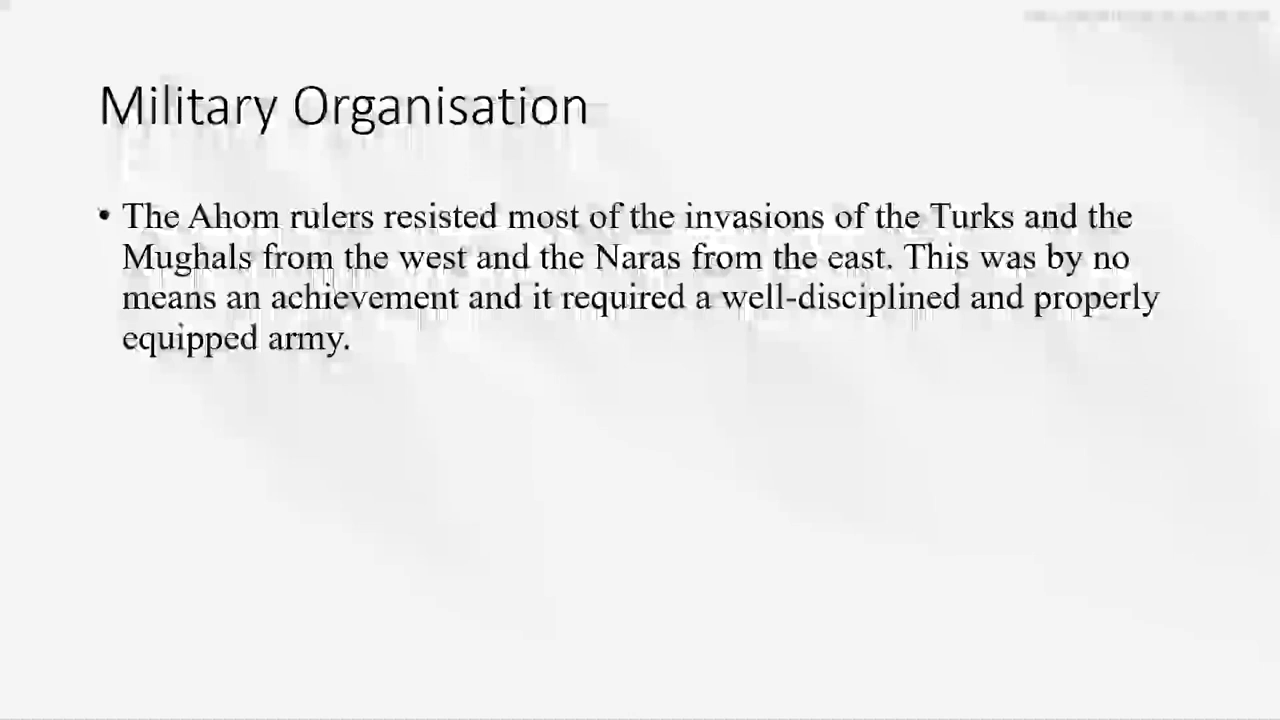 Military Organisation
• The Ahom rulers resisted most of the invasions of the Turks and the
Mughals from the west and the Naras from the east. This was by no
means an achievement and it required a well-disciplined and properly
equipped army.